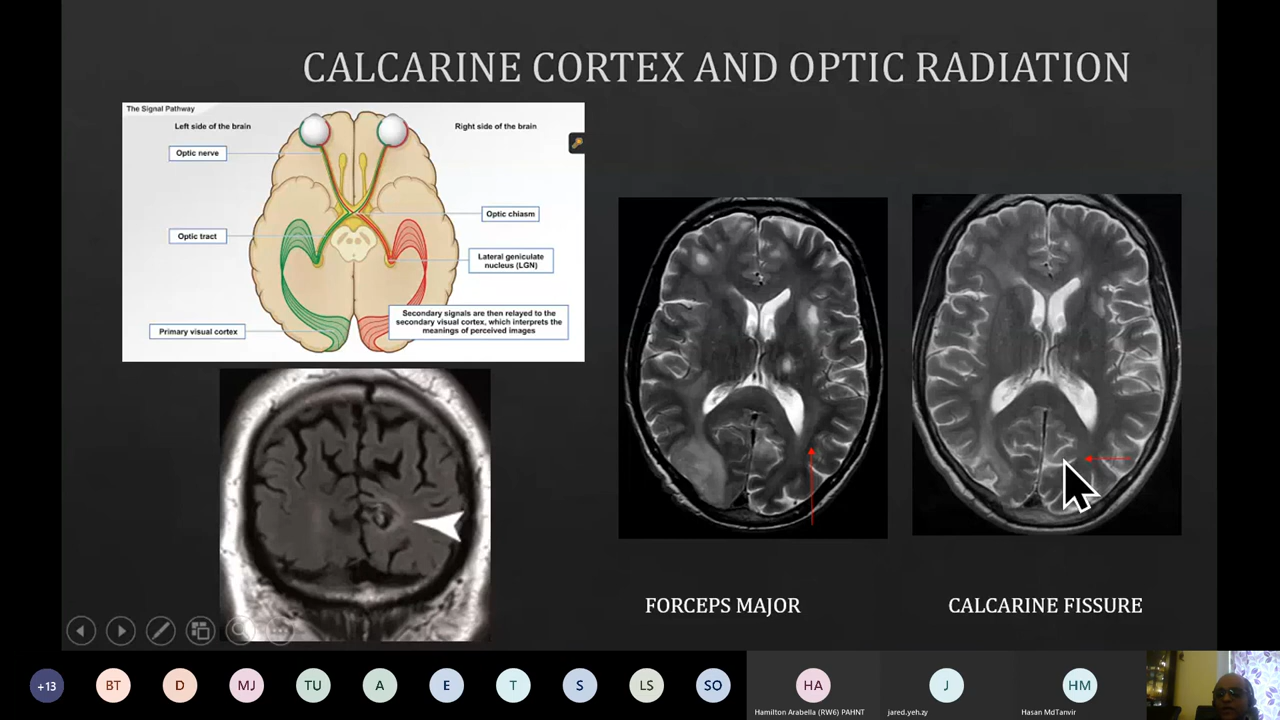 CALCARINE CORTEX AND OPTIC RADIATION
The Signal Pathway
Left side of the brain
Right side of the brain
Optic nerve
Optic chiasm
Optic tract
Lateral geniculate
nucleus (LGN)
Secondary signals are then relayed to the
secondary visual cortex, which interprets the
meanings of perceived images
Primary visual cortex
FORCEPS MAJOR
CALCARINE FISSURE
+13
BT
D
MJ
TU
A
E
T
S
LS
SO
HA
J
HM
Hamilton Arabella (RW6) PAHNT
jared.yeh.zy
Hasan MdTanvir